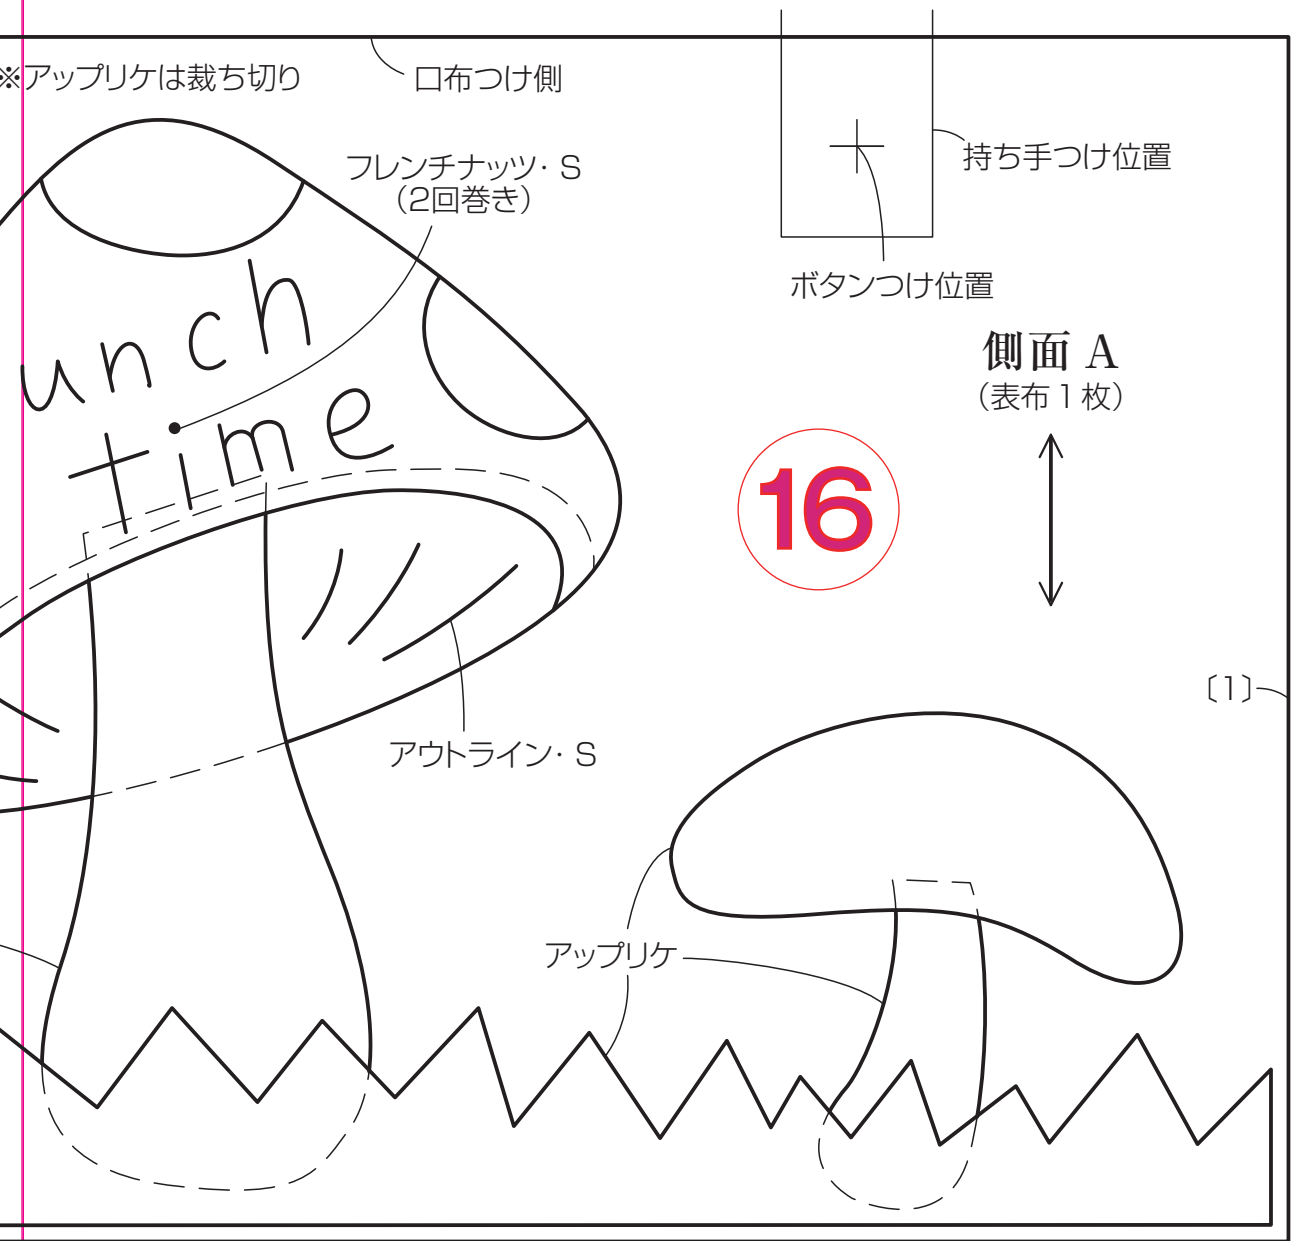 ※アップリケは裁ち切り
口布つけ側
フレンチナッツ・S
(2回巻き)
持ち手つけ位置
ボタンつけ位置
unch
time
側面 A
(表布1枚)
16
〔1〕
アウトライン・S
アップリケ